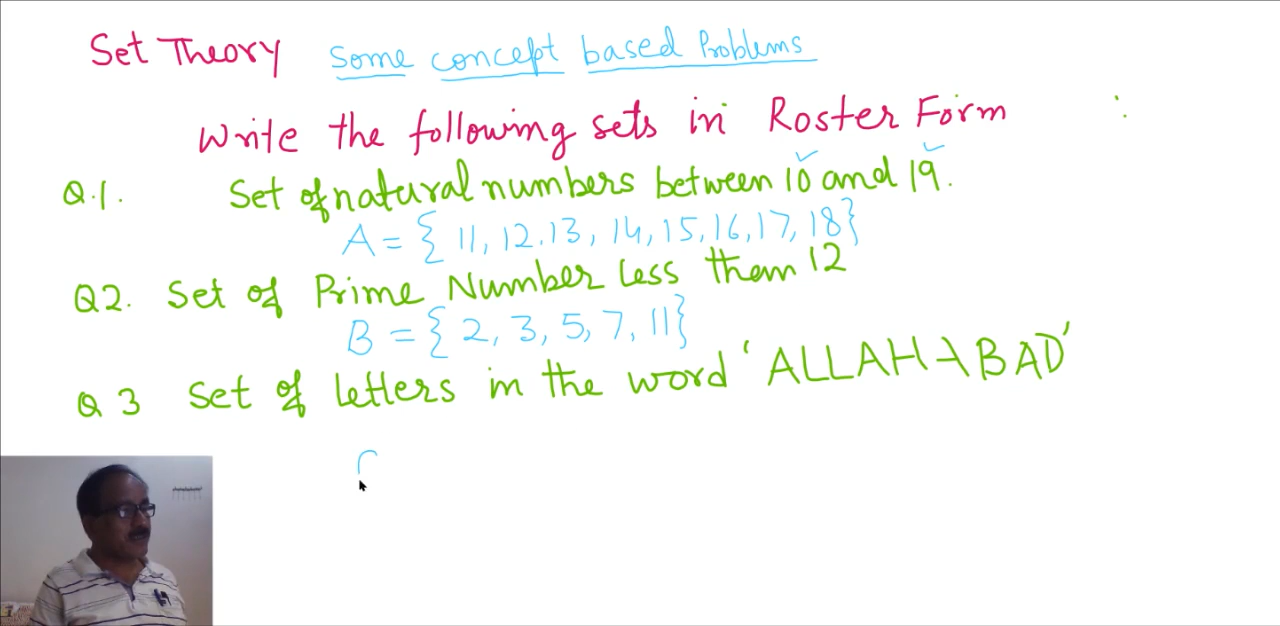 Set Theory Some concept based Problems
Write the following sets in Roster Form :
Q.1. Set of natural numbers between 10 and 19.
A = { 11, 12.13, 14, 15, 16, 17, 18}
Q2. Set of Prime Number Less them 12
B = { 2, 3, 5, 7, 11}
Q 3 Set of letters in the word 'ALLAHABAD'